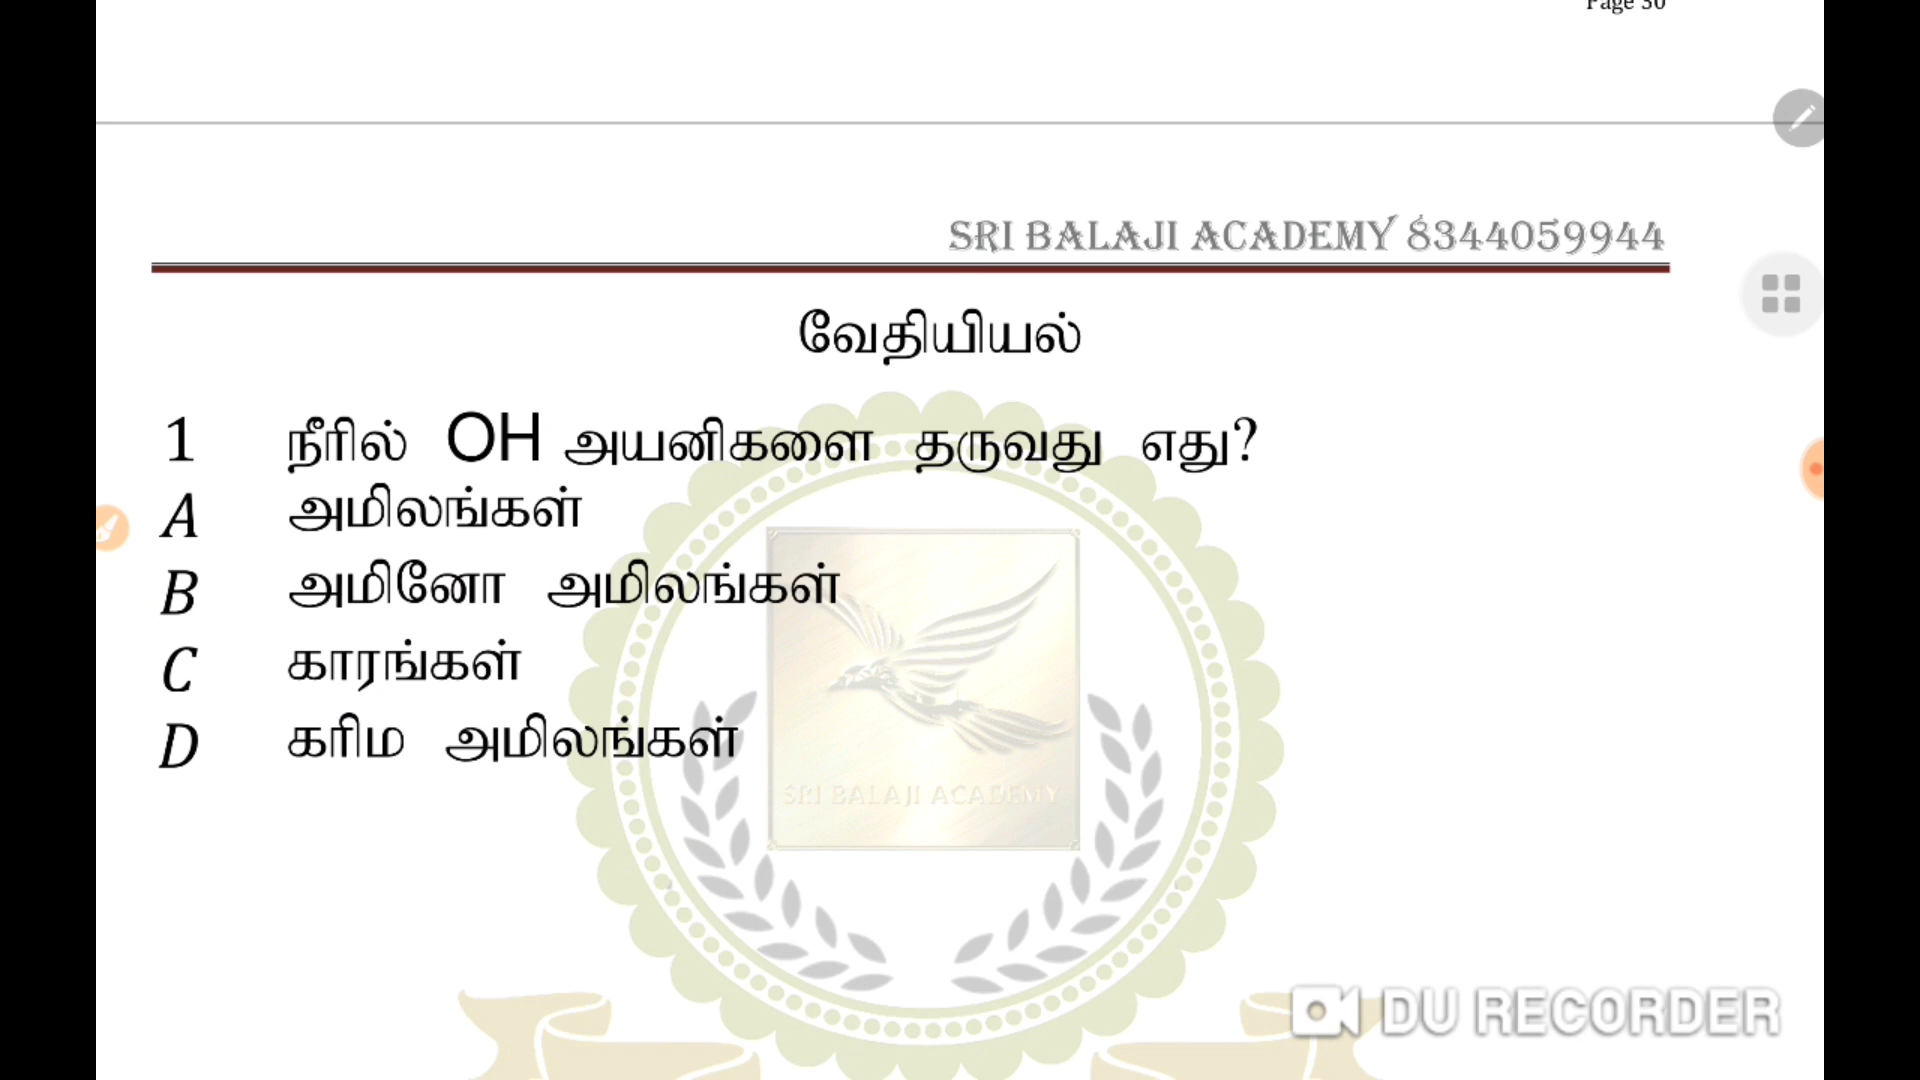 Page 30
SRI BALAJI ACADEMY 8344059944
வேதியியல்
1 நீரில் OH அயனிகளை தருவது எது?
A அமிலங்கள்
B அமினோ அமிலங்கள்
C காரங்கள்
D கரிம அமிலங்கள்
SRI BALAJI ACADEMY
DU RECORDER